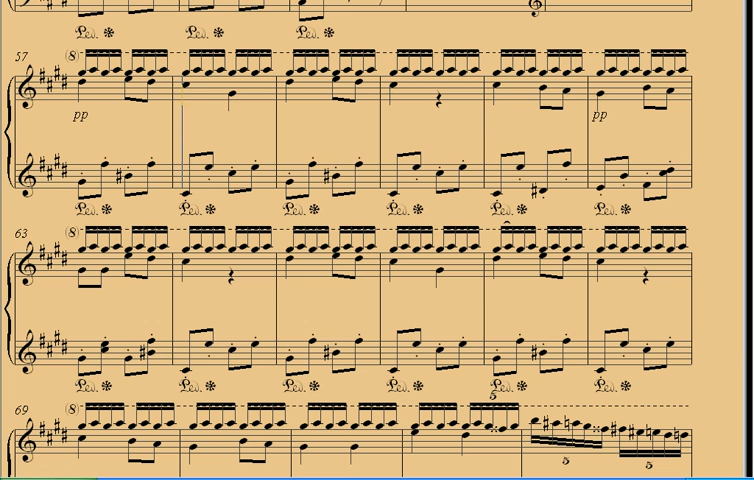 Ped. * Ped. * Ped. *
57 (8)
pp pp
Ped. * Ped. * Ped. * Ped. * Ped. * Ped. *
63 (8)
Ped. * Ped. * Ped. * Ped. * Ped. * Ped. *
5
69 (8)
5 5